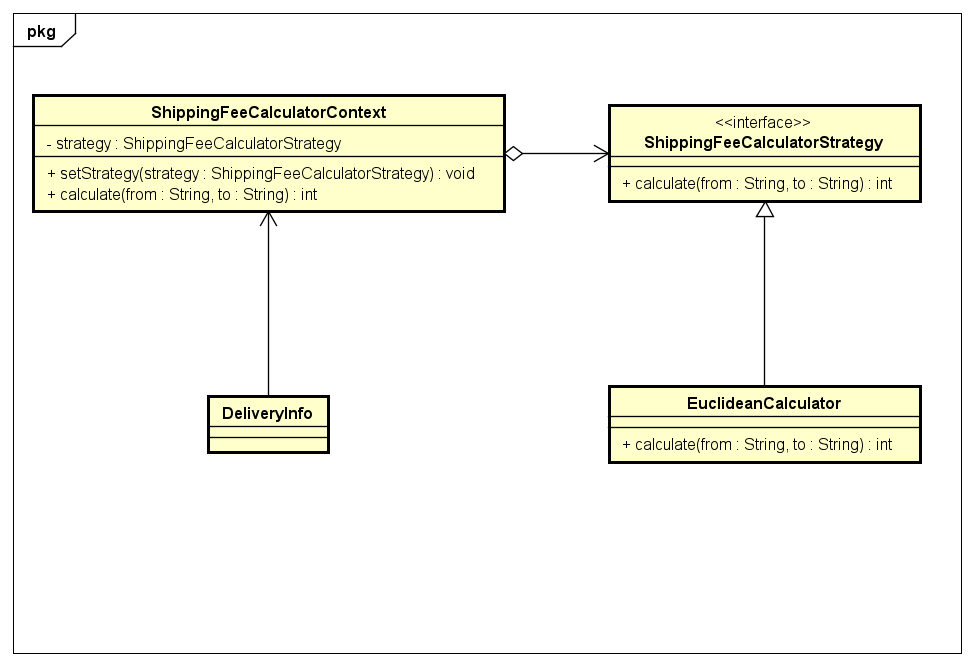 pkg
ShippingFeeCalculatorContext
- strategy : ShippingFeeCalculatorStrategy
+ setStrategy(strategy : ShippingFeeCalculatorStrategy) : void
+ calculate(from : String, to : String) : int
<<interface>>
ShippingFeeCalculatorStrategy
+ calculate(from : String, to : String) : int
DeliveryInfo
EuclideanCalculator
+ calculate(from : String, to : String) : int